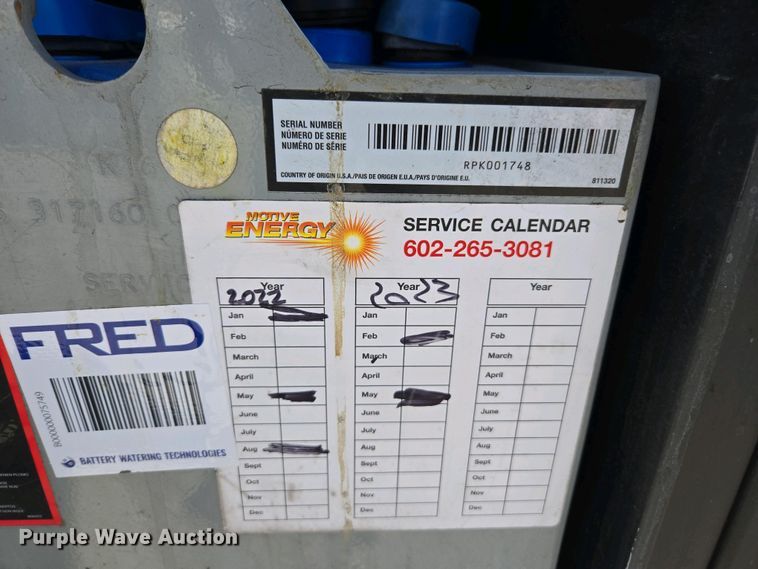 SERIAL NUMBER
NÚMERO DE SERIE
NUMÉRO DE SÉRIE
RPK001748
COUNTRY OF ORIGIN U.S.A./PAIS DE ORIGEN E.U.A./PAYS D'ORIGINE E.U.
811320
312160
SERVIC
MOTIVE
ENERGY
SERVICE CALENDAR
602-265-3081
Year Year Year
2022 2023
Jan Jan Jan
Feb Feb Feb
March March March
April April April
May May May
June June June
July July July
Aug Aug Aug
Sept Sept Sept
Oct Oct Oct
Nov Nov Nov
Dec Dec Dec
FRED
B000000075749
BATTERY WATERING TECHNOLOGIES
Purple Wave Auction